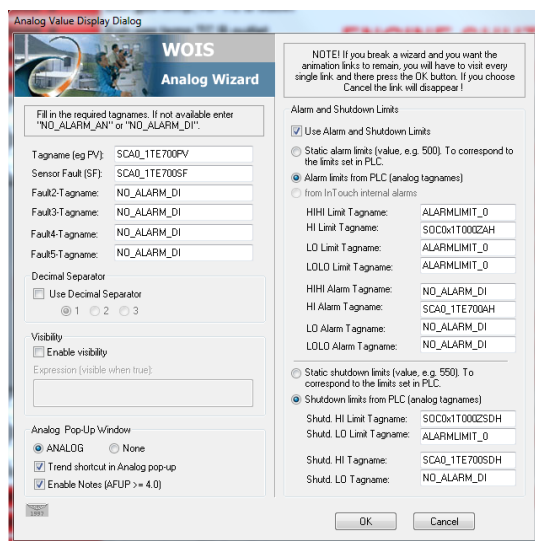 Analog Value Display Dialog
WOIS
Analog Wizard
Fill in the required tagnames. If not available enter
"NO_ALARM_AN" or "NO_ALARM_DI".
Tagname (eg PV): SCA0_1TE700PV
Sensor Fault (SF): SCA0_1TE700SF
Fault2-Tagname: NO_ALARM_DI
Fault3-Tagname: NO_ALARM_DI
Fault4-Tagname: NO_ALARM_DI
Fault5-Tagname: NO_ALARM_DI
Decimal Separator
Use Decimal Separator
1 2 3
Visibility
Enable visibility
Expression (visible when true):
Analog Pop-Up Window
ANALOG None
Trend shortcut in Analog pop-up
Enable Notes (AFUP >= 4.0)
1997
NOTE! If you break a wizard and you want the
animation links to remain, you will have to visit every
single link and there press the OK button. If you choose
Cancel the link will disappear !
Alarm and Shutdown Limits
Use Alarm and Shutdown Limits
Static alarm limits (value, e.g. 500). To correspond to
the limits set in PLC.
Alarm limits from PLC (analog tagnames)
from InTouch internal alarms
HIHI Limit Tagname: ALARMLIMIT_0
HI Limit Tagname: SOC0x1T000ZAH
LO Limit Tagname: ALARMLIMIT_0
LOLO Limit Tagname: ALARMLIMIT_0
HIHI Alarm Tagname: NO_ALARM_DI
HI Alarm Tagname: SCA0_1TE700AH
LO Alarm Tagname: NO_ALARM_DI
LOLO Alarm Tagname: NO_ALARM_DI
Static shutdown limits (value, e.g. 550). To
correspond to the limits set in PLC.
Shutdown limits from PLC (analog tagnames)
Shutd. HI Limit Tagname: SOC0x1T000ZSDH
Shutd. LO Limit Tagname: ALARMLIMIT_0
Shutd. HI Tagname: SCA0_1TE700SDH
Shutd. LO Tagname: NO_ALARM_DI
OK Cancel